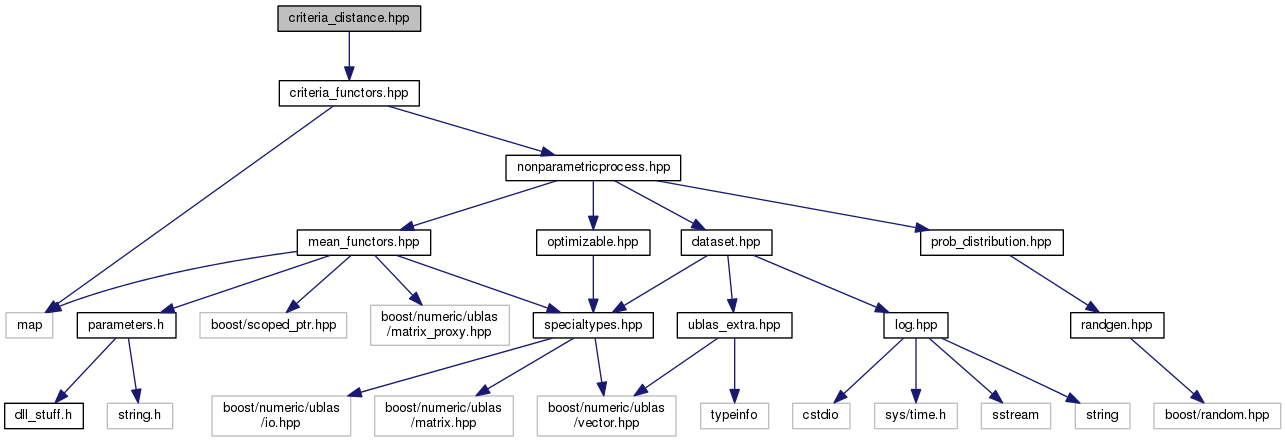 criteria_distance.hpp
criteria_functors.hpp
nonparametricprocess.hpp
mean_functors.hpp
optimizable.hpp
dataset.hpp
prob_distribution.hpp
map
parameters.h
boost/scoped_ptr.hpp
boost/numeric/ublas
/matrix_proxy.hpp
specialtypes.hpp
ublas_extra.hpp
log.hpp
randgen.hpp
dll_stuff.h
string.h
boost/numeric/ublas
/io.hpp
boost/numeric/ublas
/matrix.hpp
boost/numeric/ublas
/vector.hpp
typeinfo
cstdio
sys/time.h
sstream
string
boost/random.hpp